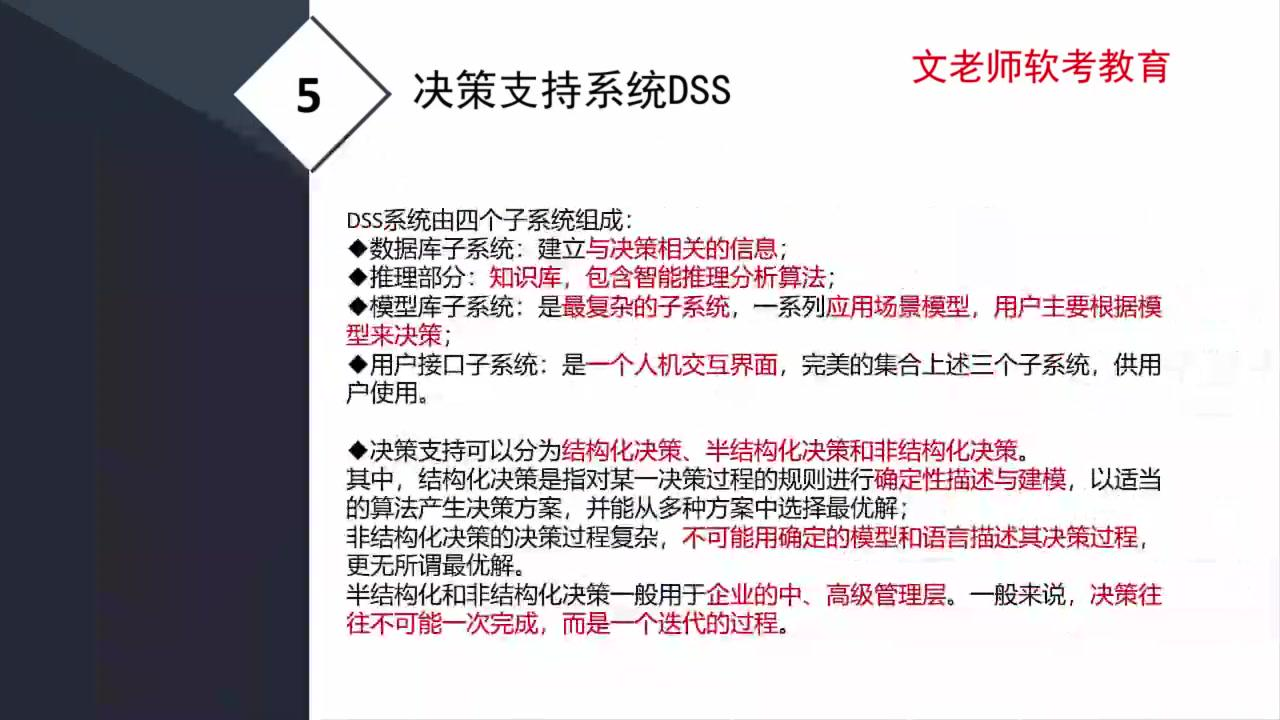 5
决策支持系统DSS
文老师软考教育
DSS系统由四个子系统组成：
◆数据库子系统：建立与决策相关的信息；
◆推理部分：知识库，包含智能推理分析算法；
◆模型库子系统：是最复杂的子系统，一系列应用场景模型，用户主要根据模
型来决策；
◆用户接口子系统：是一个人机交互界面，完美的集合上述三个子系统，供用
户使用。
◆决策支持可以分为结构化决策、半结构化决策和非结构化决策。
其中，结构化决策是指对某一决策过程的规则进行确定性描述与建模，以适当
的算法产生决策方案，并能从多种方案中选择最优解；
非结构化决策的决策过程复杂，不可能用确定的模型和语言描述其决策过程，
更无所谓最优解。
半结构化和非结构化决策一般用于企业的中、高级管理层。一般来说，决策往
往不可能一次完成，而是一个迭代的过程。